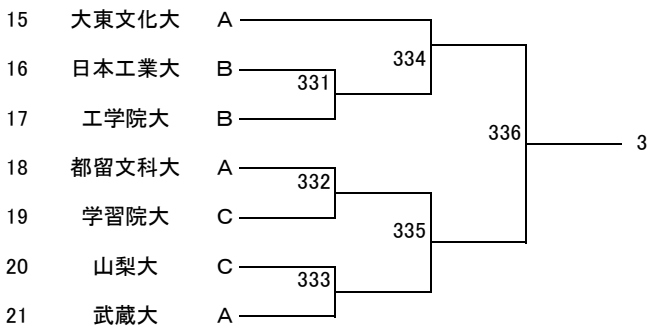 15 大東文化大 A
334
16 日本工業大 B
331
17 工学院大 B
336
3
18 都留文科大 A
332
19 学習院大 C
335
20 山梨大 C
333
21 武蔵大 A